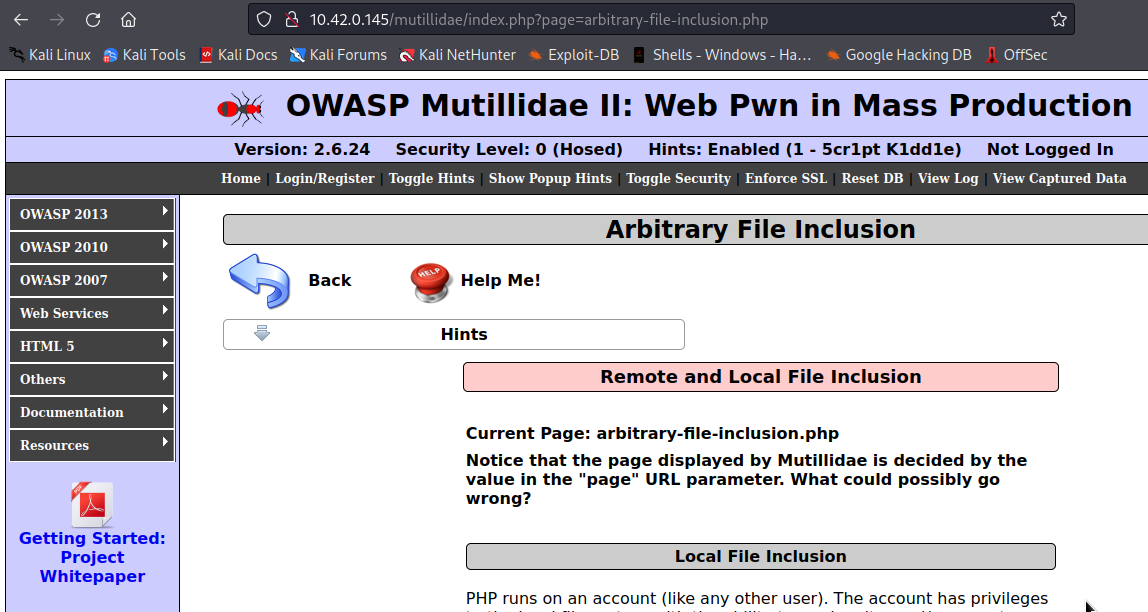 10.42.0.145/mutillidae/index.php?page=arbitrary-file-inclusion.php
Kali Linux Kali Tools Kali Docs Kali Forums Kali NetHunter Exploit-DB Shells - Windows - Ha… Google Hacking DB OffSec
OWASP Mutillidae II: Web Pwn in Mass Production
Version: 2.6.24 Security Level: 0 (Hosed) Hints: Enabled (1 - 5cr1pt K1dd1e) Not Logged In
Home | Login/Register | Toggle Hints | Show Popup Hints | Toggle Security | Enforce SSL | Reset DB | View Log | View Captured Data
OWASP 2013
OWASP 2010
OWASP 2007
Web Services
HTML 5
Others
Documentation
Resources
Getting Started:
Project
Whitepaper
Arbitrary File Inclusion
Back
HELP
Help Me!
Hints
Remote and Local File Inclusion
Current Page: arbitrary-file-inclusion.php
Notice that the page displayed by Mutillidae is decided by the
value in the "page" URL parameter. What could possibly go
wrong?
Local File Inclusion
PHP runs on an account (like any other user). The account has privileges